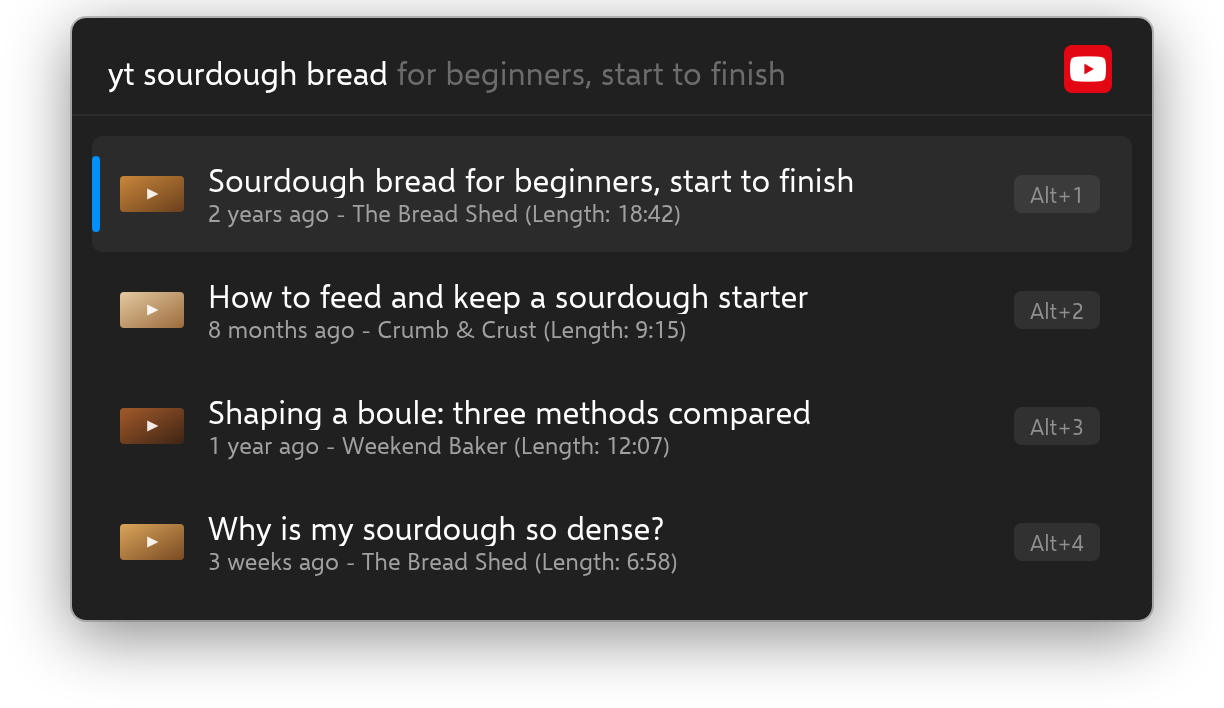 yt sourdough bread for beginners, start to finish
Sourdough bread for beginners, start to finish
Alt+1
2 years ago - The Bread Shed (Length: 18:42)
How to feed and keep a sourdough starter
Alt+2
8 months ago - Crumb & Crust (Length: 9:15)
Shaping a boule: three methods compared
Alt+3
1 year ago - Weekend Baker (Length: 12:07)
Why is my sourdough so dense?
Alt+4
3 weeks ago - The Bread Shed (Length: 6:58)